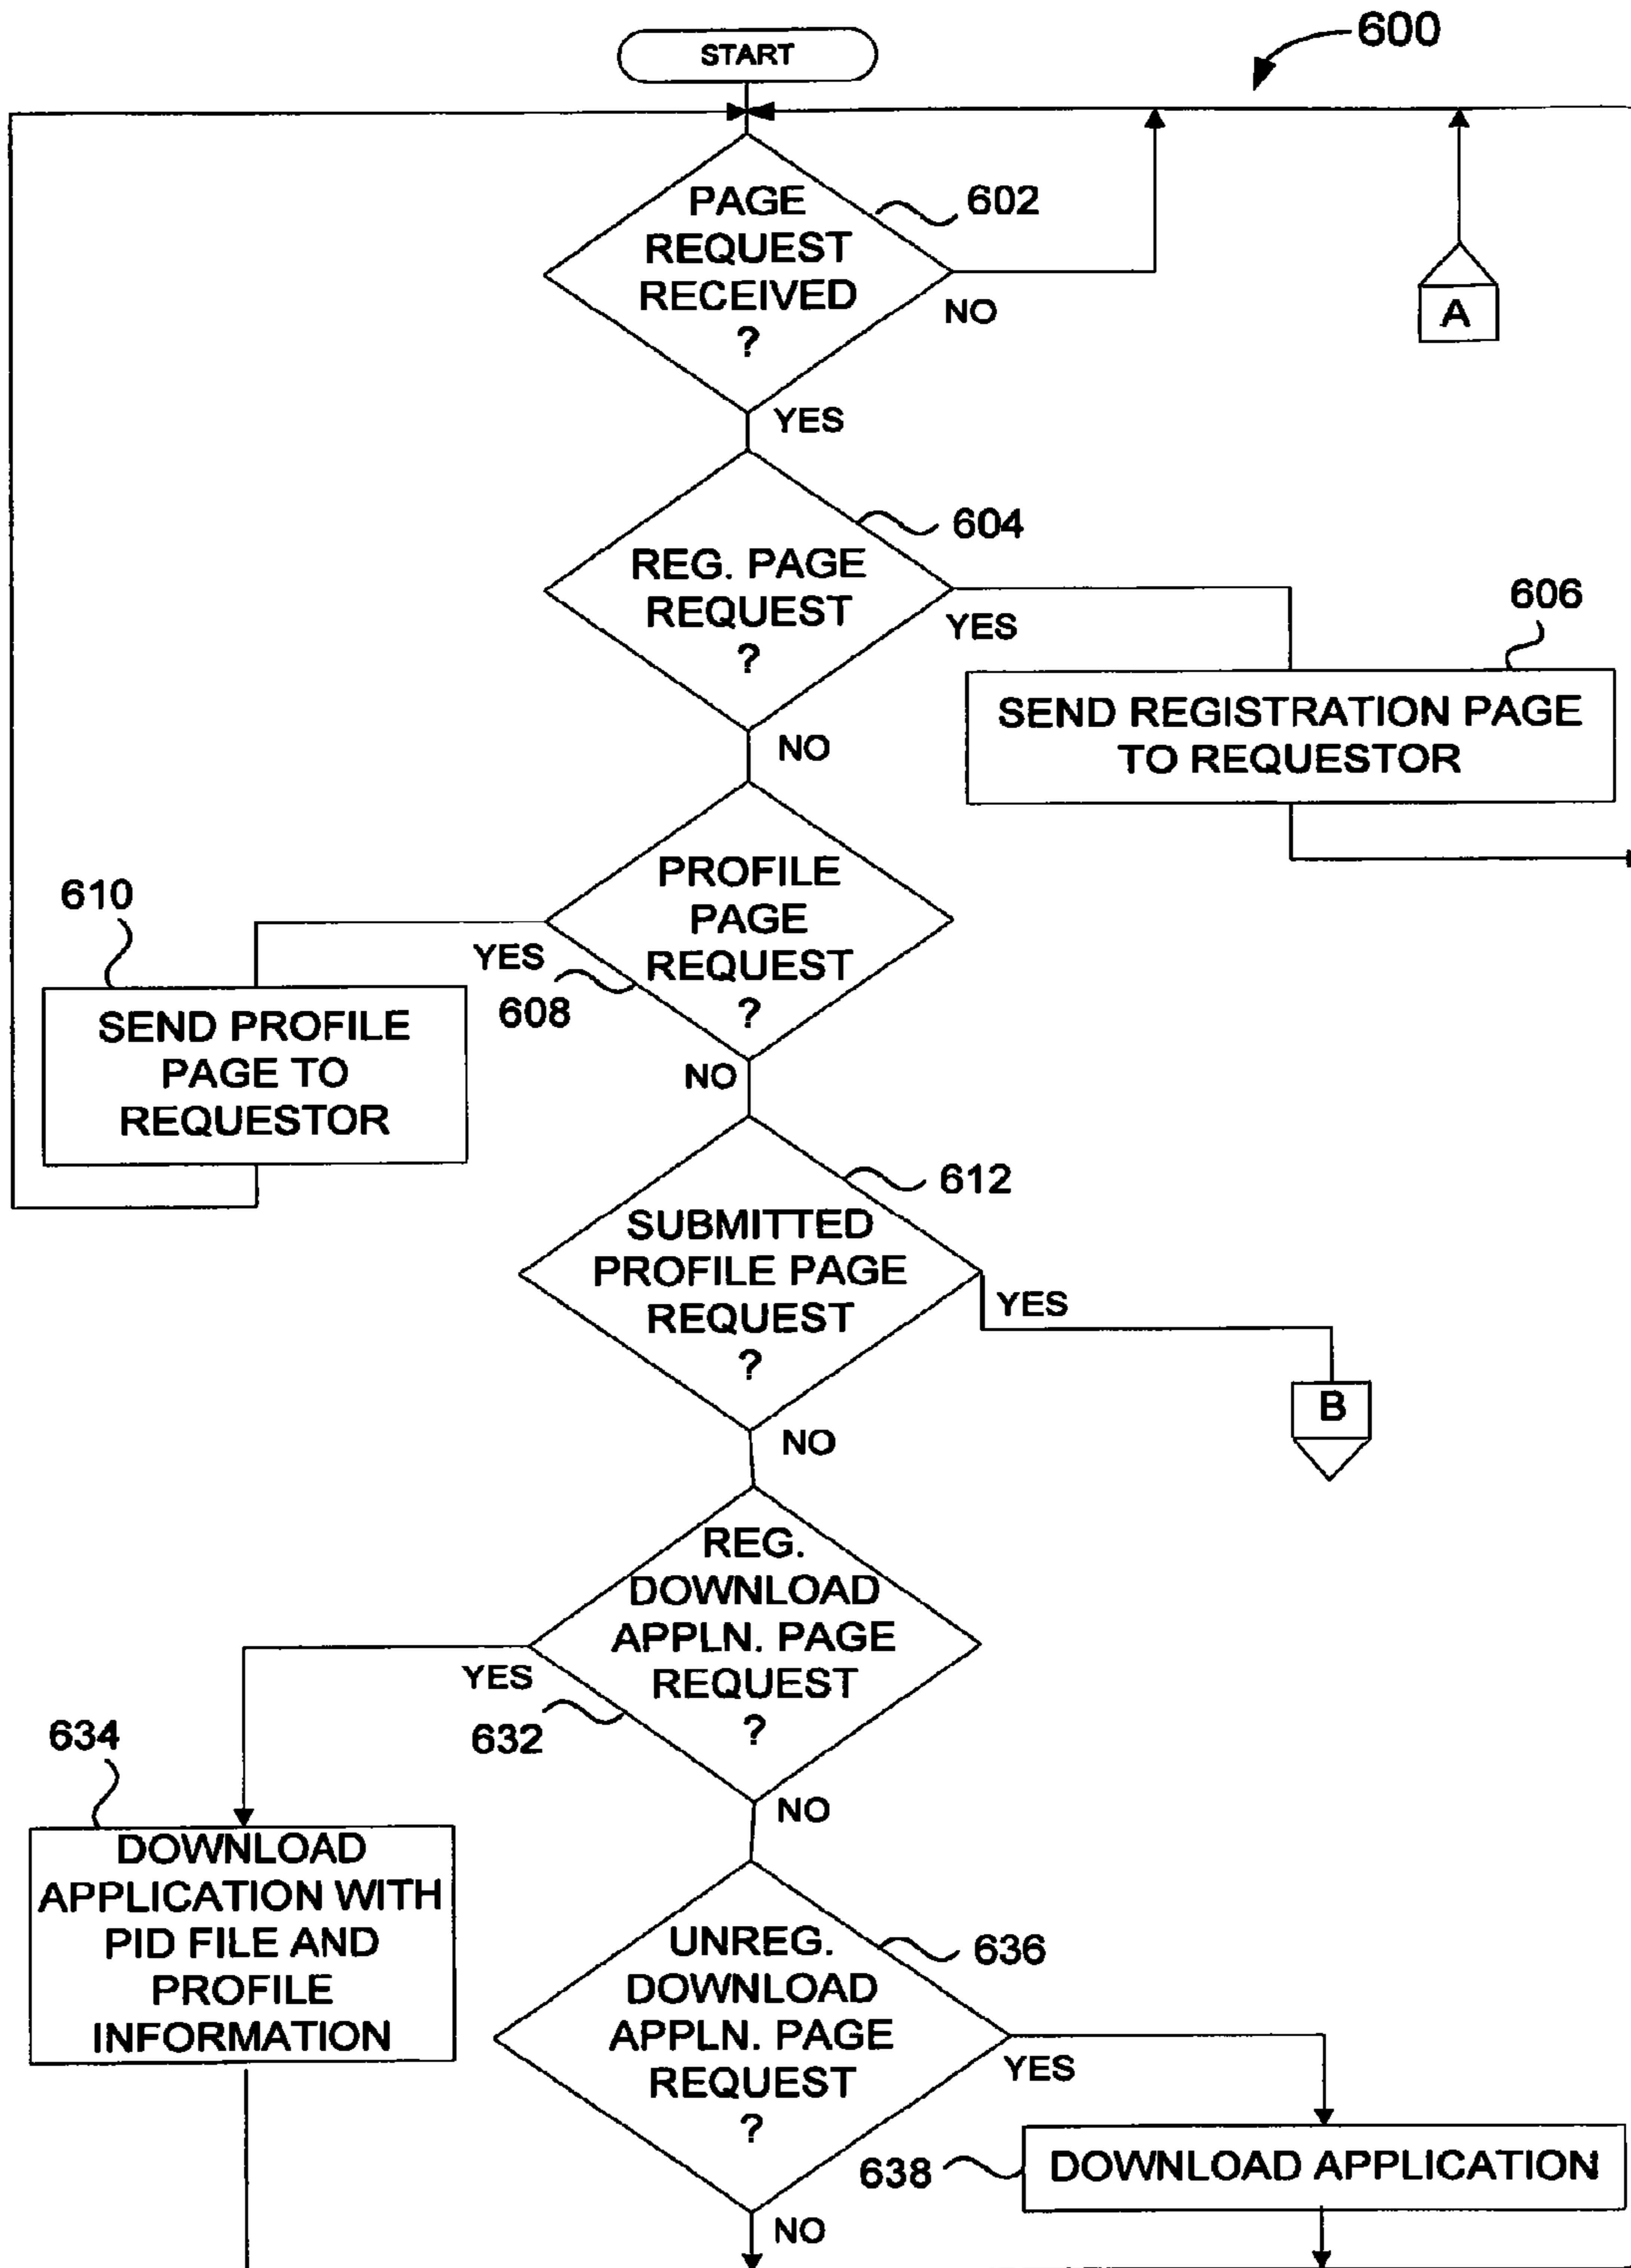 START
600
PAGE
REQUEST
RECEIVED
?
602
NO
A
YES
REG. PAGE
REQUEST
?
604
YES
606
SEND REGISTRATION PAGE
TO REQUESTOR
NO
PROFILE
PAGE
REQUEST
?
YES
608
610
SEND PROFILE
PAGE TO
REQUESTOR
NO
612
SUBMITTED
PROFILE PAGE
REQUEST
?
YES
B
NO
REG.
DOWNLOAD
APPLN. PAGE
REQUEST
?
YES
632
634
DOWNLOAD
APPLICATION WITH
PID FILE AND
PROFILE
INFORMATION
NO
UNREG.
DOWNLOAD
APPLN. PAGE
REQUEST
?
636
YES
638
DOWNLOAD APPLICATION
NO